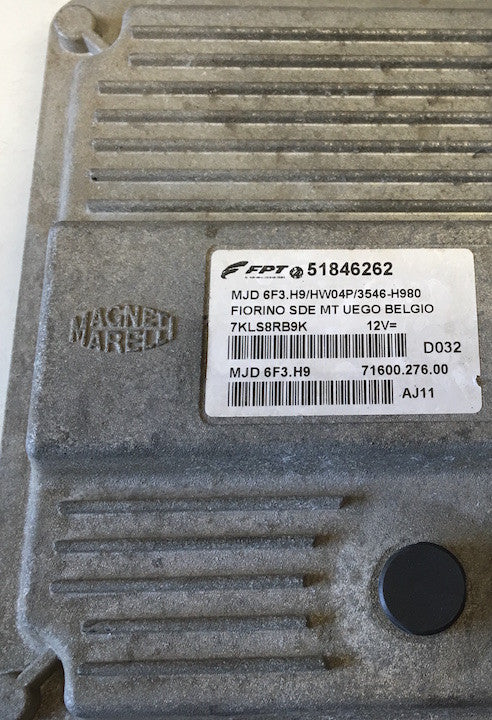 FPT 51846262
MJD 6F3.H9/HW04P/3546-H980
FIORINO SDE MT UEGO BELGIO
7KLS8RB9K 12V=
D032
MJD 6F3.H9 71600.276.00
AJ11
MAGNETI
MARELLI